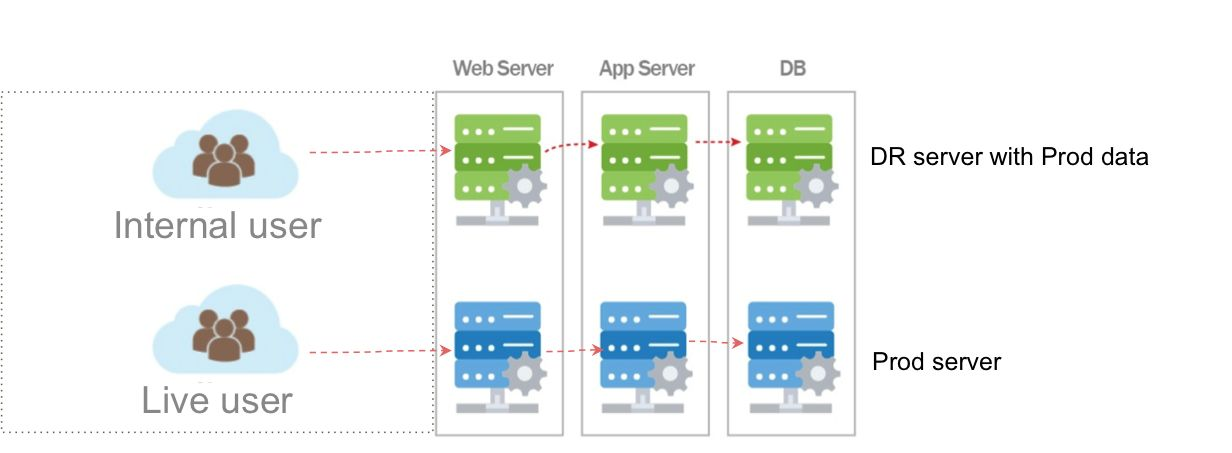 Web Server
App Server
DB
DR server with Prod data
Internal user
Prod server
Live user